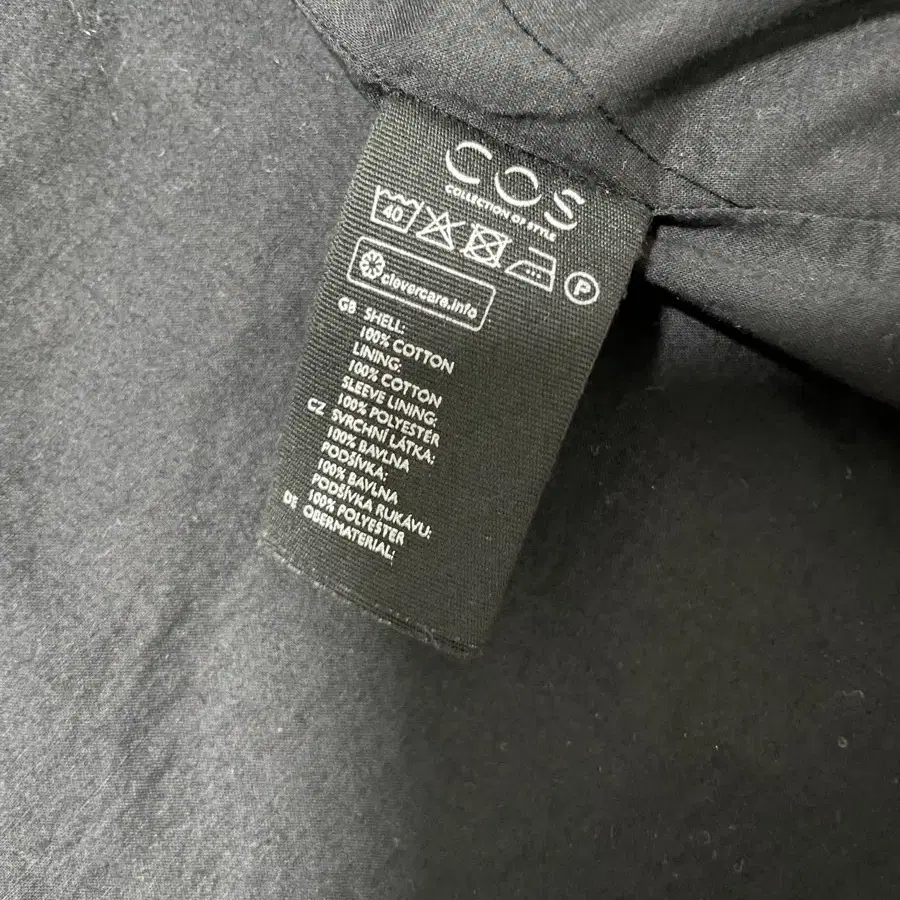 COS
COLLECTION OF STYLE
40
P
clevercare.info
GB SHELL:
100% COTTON
LINING:
100% COTTON
SLEEVE LINING:
100% POLYESTER
CZ SVRCHNÍ LÁTKA:
100% BAVLNA
PODŠÍVKA:
100% BAVLNA
PODŠÍVKA RUKÁVU:
100% POLYESTER
DE OBERMATERIAL: